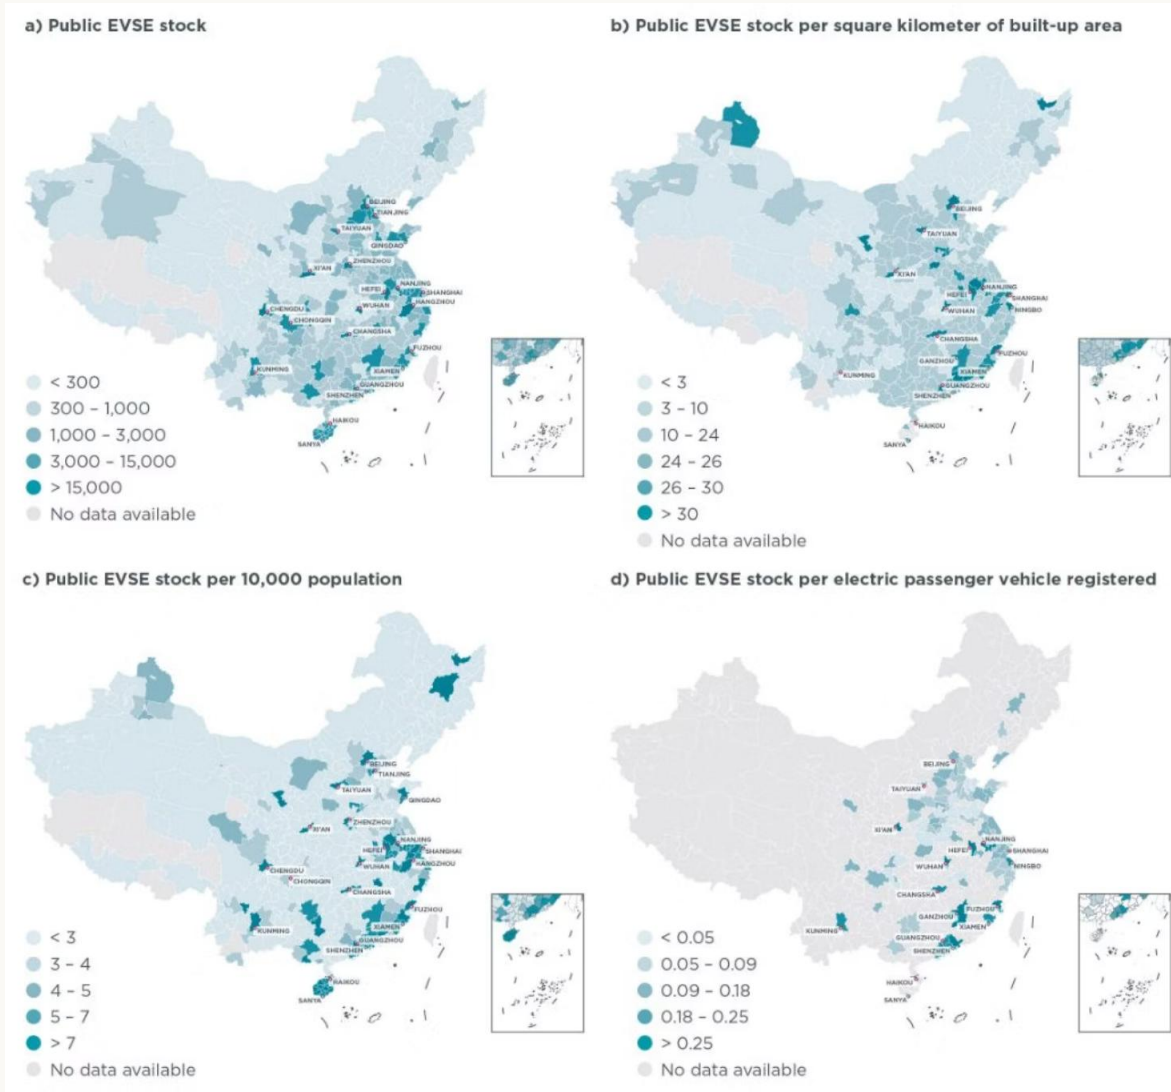 a) Public EVSE stock
BEIJING
TIANJING
TAIYUAN
QINGDAO
XI'AN
ZHENZHOU
HEFEI
NANJING
SHANGHAI
HANGZHOU
CHENGDU
WUHAN
CHONGQIN
CHANGSHA
FUZHOU
KUNMING
XIAMEN
GUANGZHOU
SHENZHEN
HAIKOU
SANYA
< 300
300 – 1,000
1,000 – 3,000
3,000 – 15,000
> 15,000
No data available
b) Public EVSE stock per square kilometer of built-up area
BEIJING
TAIYUAN
XI'AN
NANJING
HEFEI
SHANGHAI
WUHAN
NINGBO
CHANGSHA
FUZHOU
GANZHOU
KUNMING
XIAMEN
GUANGZHOU
SHENZHEN
HAIKOU
SANYA
< 3
3 – 10
10 – 24
24 – 26
26 – 30
> 30
No data available
c) Public EVSE stock per 10,000 population
BEIJING
TIANJING
TAIYUAN
QINGDAO
XI'AN
ZHENZHOU
NANJING
HEFEI
SHANGHAI
HANGZHOU
CHENGDU
WUHAN
CHONGQIN
CHANGSHA
FUZHOU
KUNMING
XIAMEN
GUANGZHOU
SHENZHEN
HAIKOU
SANYA
< 3
3 – 4
4 – 5
5 – 7
> 7
No data available
d) Public EVSE stock per electric passenger vehicle registered
BEIJING
TAIYUAN
XI'AN
NANJING
HEFEI
SHANGHAI
WUHAN
NINGBO
CHANGSHA
FUZHOU
GANZHOU
KUNMING
XIAMEN
GUANGZHOU
SHENZHEN
HAIKOU
SANYA
< 0.05
0.05 – 0.09
0.09 – 0.18
0.18 – 0.25
> 0.25
No data available